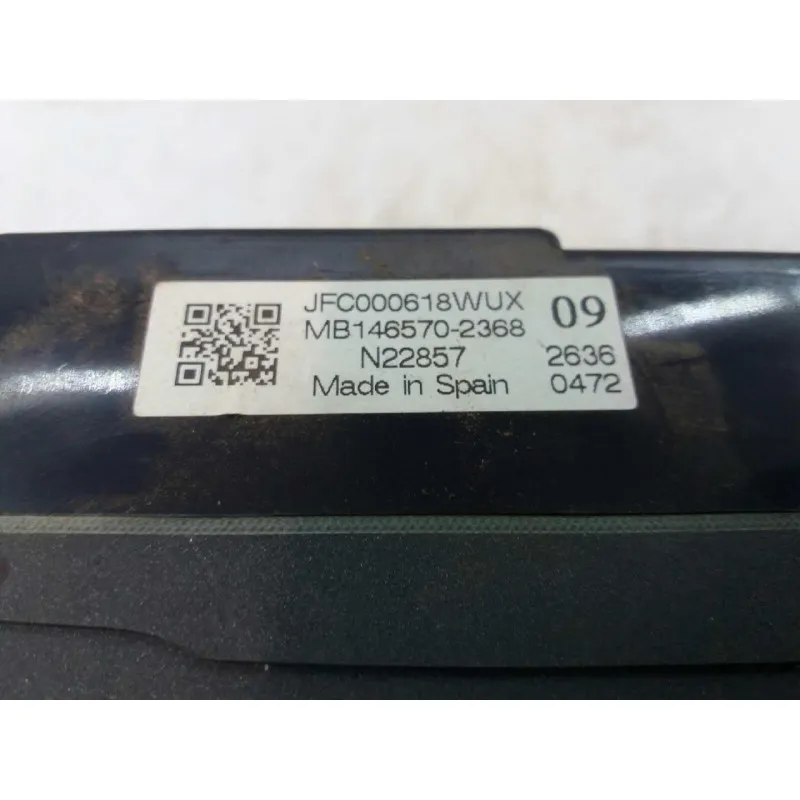 JFC000618WUX 09
MB146570-2368
N22857 2636
Made in Spain 0472